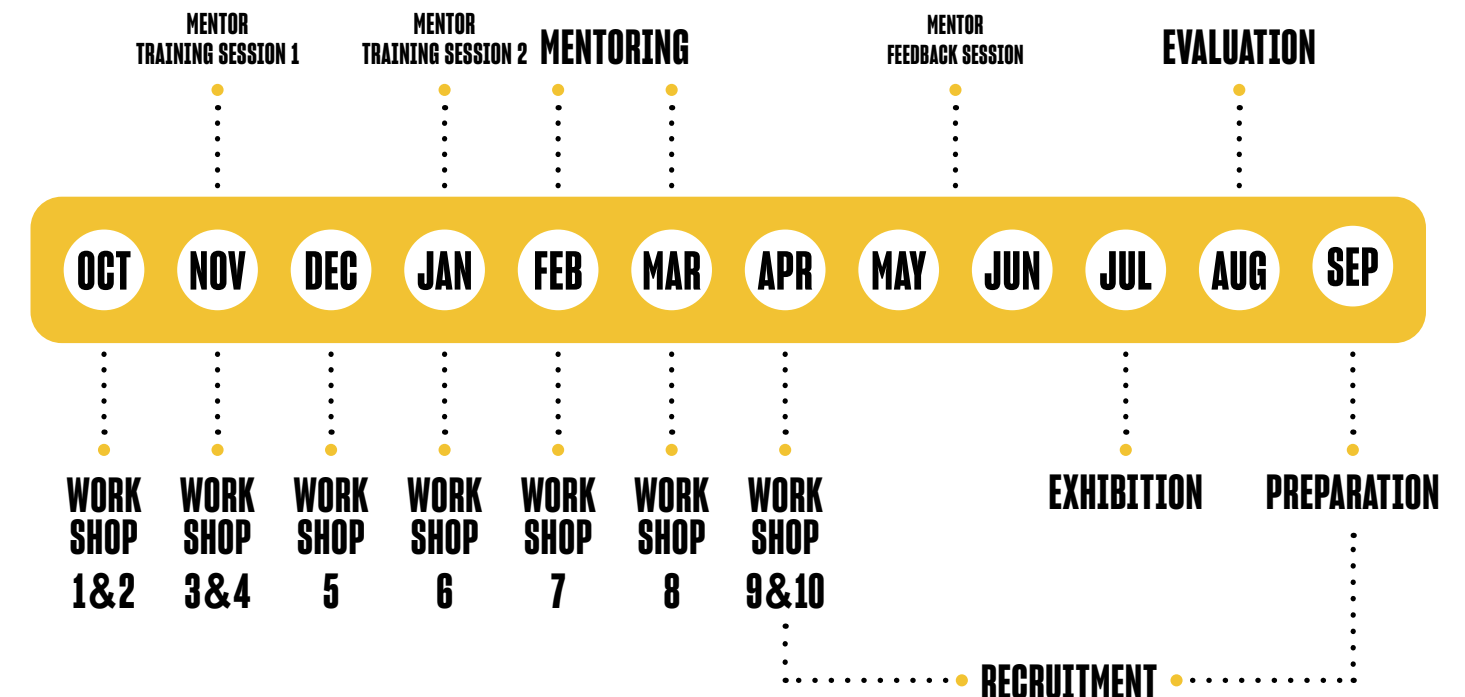 MENTOR
TRAINING SESSION 1
MENTOR
TRAINING SESSION 2
MENTORING
MENTOR
FEEDBACK SESSION
EVALUATION
OCT
NOV
DEC
JAN
FEB
MAR
APR
MAY
JUN
JUL
AUG
SEP
WORK
SHOP
1&2
WORK
SHOP
3&4
WORK
SHOP
5
WORK
SHOP
6
WORK
SHOP
7
WORK
SHOP
8
WORK
SHOP
9&10
EXHIBITION
PREPARATION
RECRUITMENT